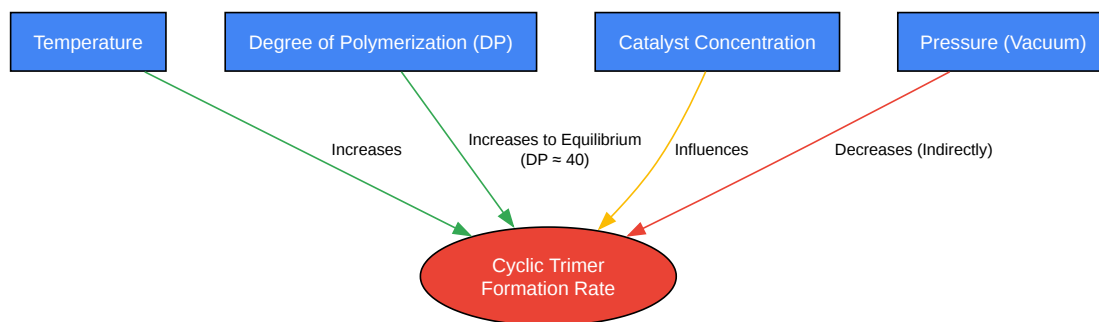 Temperature
Degree of Polymerization (DP)
Catalyst Concentration
Pressure (Vacuum)
Increases
Increases to Equilibrium
(DP ≈ 40)
Influences
Decreases (Indirectly)
Cyclic Trimer
Formation Rate